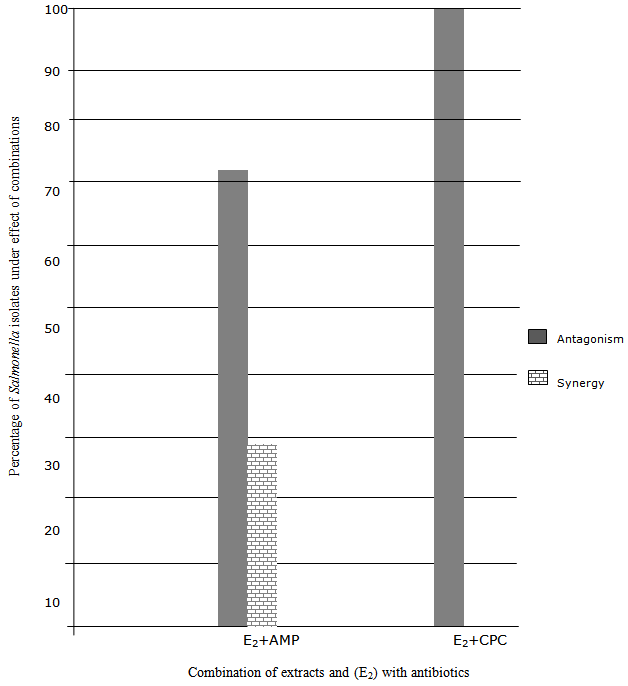 100
90
80
70
60
50
40
30
20
10
Percentage of Salmonella isolates under effect of combinations
Antagonism
Synergy
E₂+AMP
E₂+CPC
Combination of extracts and (E₂) with antibiotics